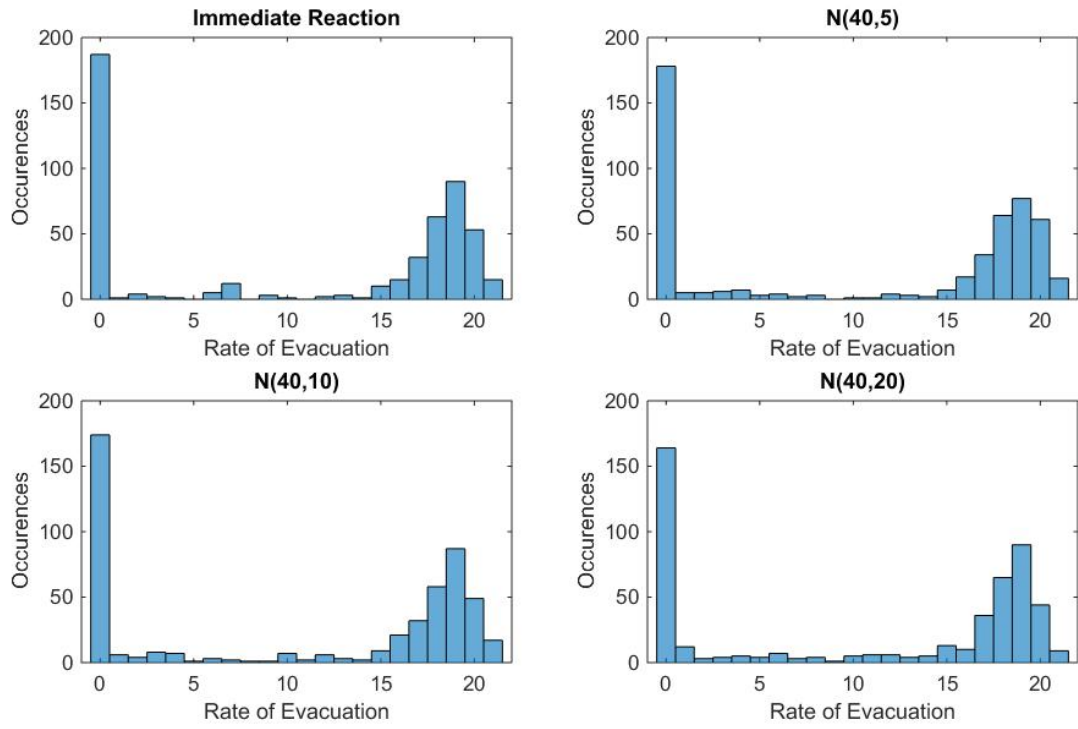 Immediate Reaction
200
150
100
50
0
Occurences
0 5 10 15 20
Rate of Evacuation
N(40,5)
200
150
100
50
0
Occurences
0 5 10 15 20
Rate of Evacuation
N(40,10)
200
150
100
50
0
Occurences
0 5 10 15 20
Rate of Evacuation
N(40,20)
200
150
100
50
0
Occurences
0 5 10 15 20
Rate of Evacuation